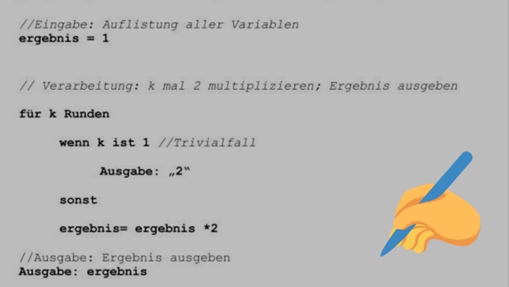 //Eingabe: Auflistung aller Variablen
ergebnis = 1
// Verarbeitung: k mal 2 multiplizieren; Ergebnis ausgeben
für k Runden
wenn k ist 1 //Trivialfall
Ausgabe: „2“
sonst
ergebnis= ergebnis *2
//Ausgabe: Ergebnis ausgeben
Ausgabe: ergebnis